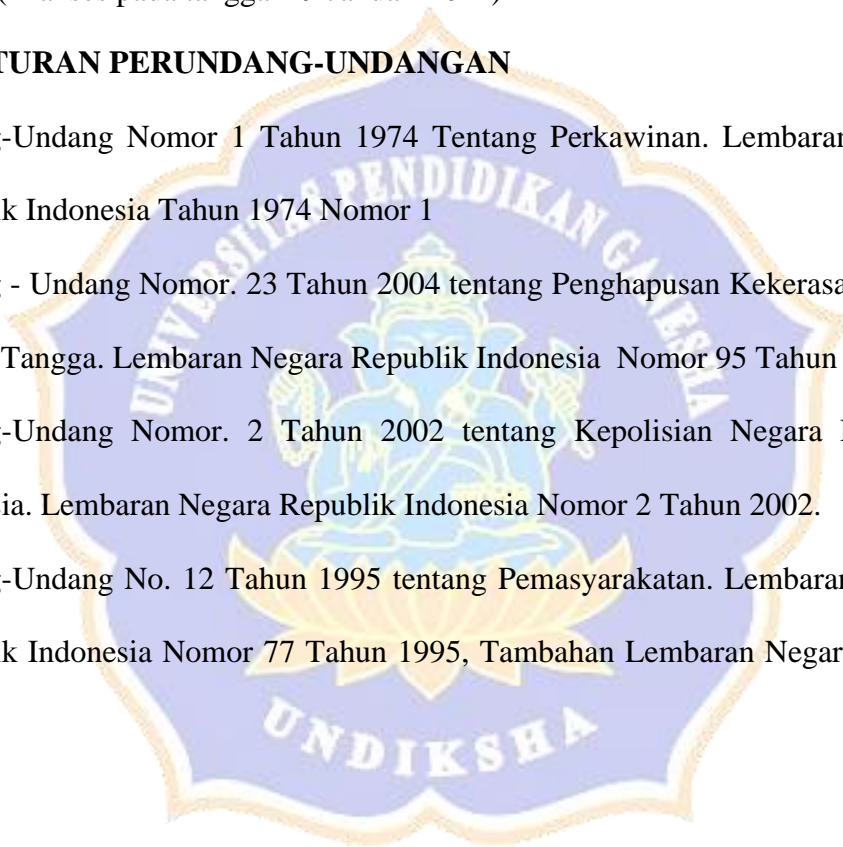 TURAN PERUNDANG-UNDANGAN
-Undang Nomor 1 Tahun 1974 Tentang Perkawinan. Lembaran
k Indonesia Tahun 1974 Nomor 1
- Undang Nomor. 23 Tahun 2004 tentang Penghapusan Kekerasa
Tangga. Lembaran Negara Republik Indonesia Nomor 95 Tahun
-Undang Nomor. 2 Tahun 2002 tentang Kepolisian Negara
ia. Lembaran Negara Republik Indonesia Nomor 2 Tahun 2002.
-Undang No. 12 Tahun 1995 tentang Pemasyarakatan. Lembaran
k Indonesia Nomor 77 Tahun 1995, Tambahan Lembaran Negar
UNIVERSITAS PENDIDIKAN GANESHA
UNDIKSHA